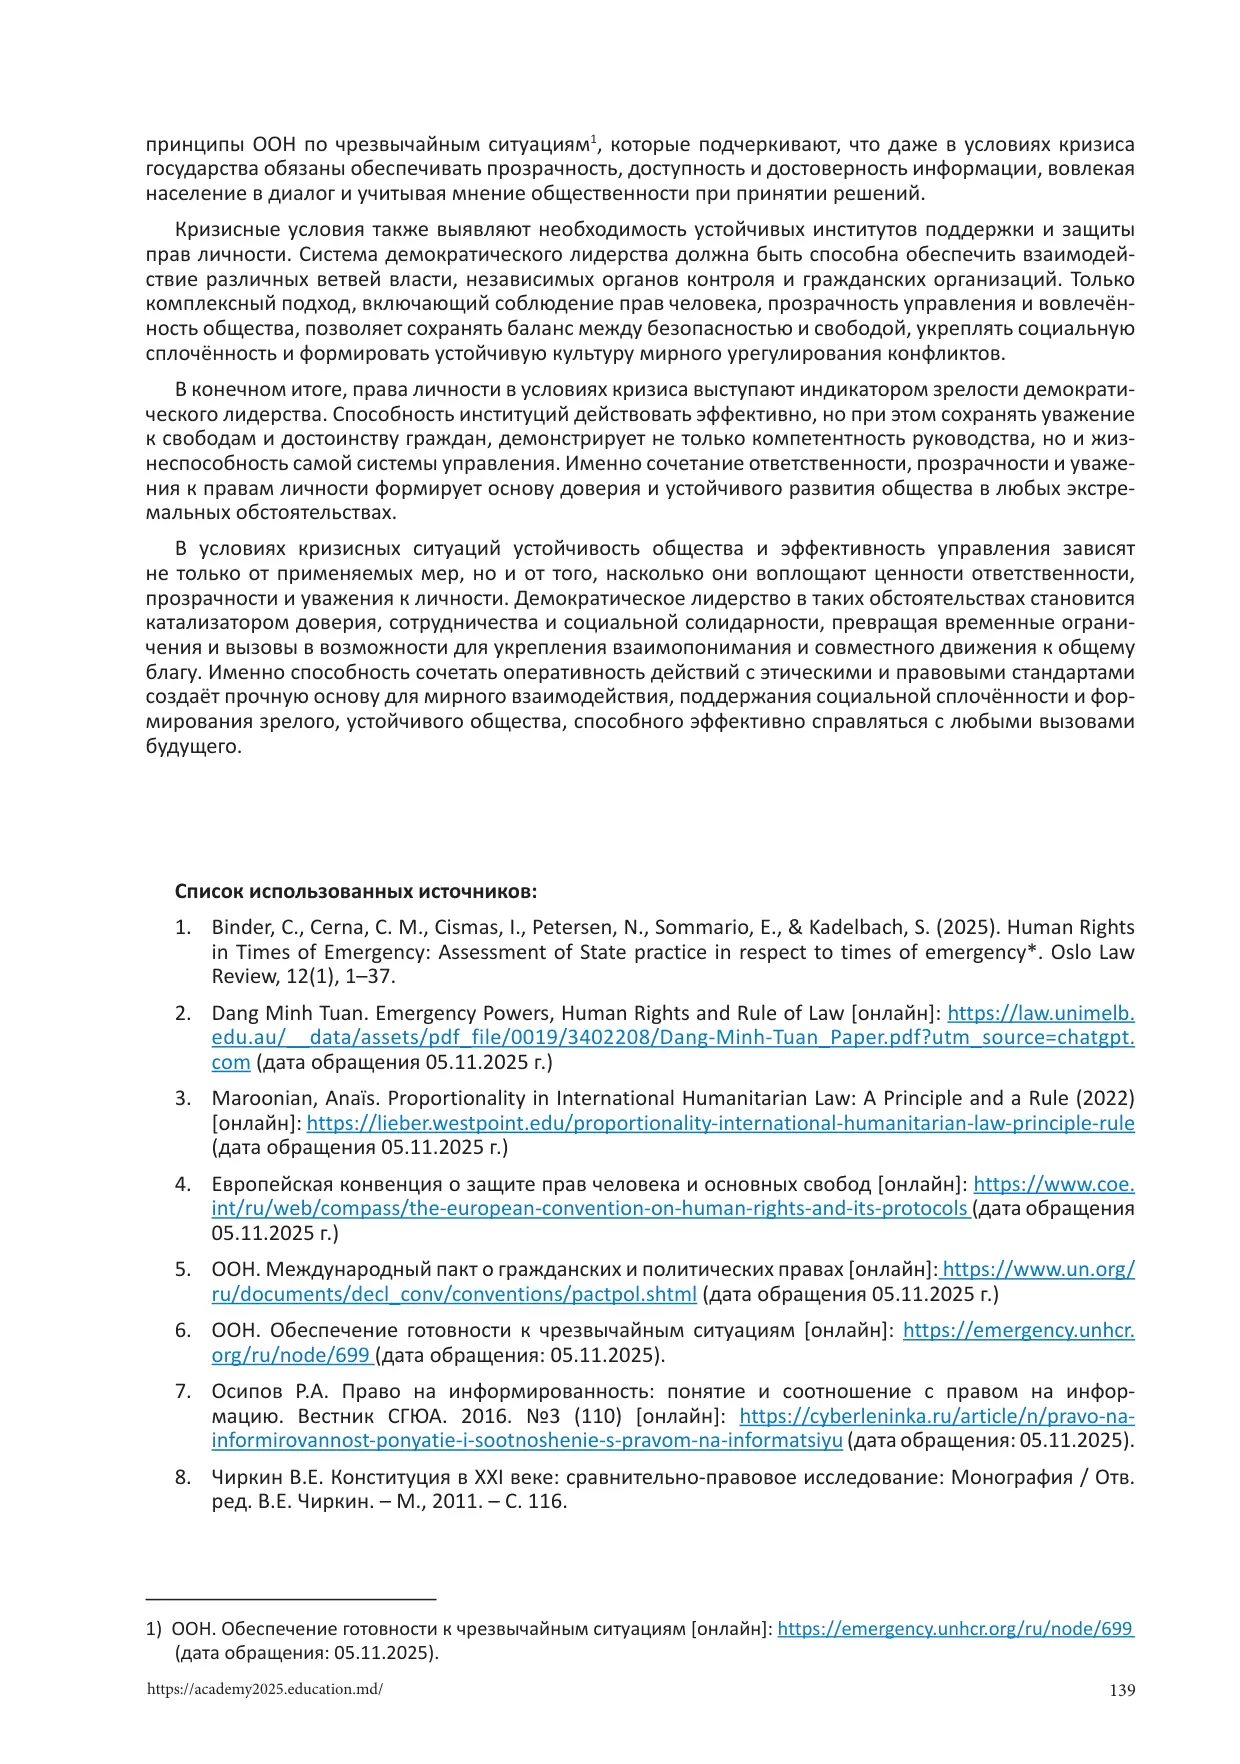 принципы ООН по чрезвычайным ситуациям1, которые подчеркивают, что даже в условиях кризиса
государства обязаны обеспечивать прозрачность, доступность и достоверность информации, вовлекая
население в диалог и учитывая мнение общественности при принятии решений.
Кризисные условия также выявляют необходимость устойчивых институтов поддержки и защиты
прав личности. Система демократического лидерства должна быть способна обеспечить взаимодей-
ствие различных ветвей власти, независимых органов контроля и гражданских организаций. Только
комплексный подход, включающий соблюдение прав человека, прозрачность управления и вовлечён-
ность общества, позволяет сохранять баланс между безопасностью и свободой, укреплять социальную
сплочённость и формировать устойчивую культуру мирного урегулирования конфликтов.
В конечном итоге, права личности в условиях кризиса выступают индикатором зрелости демократи-
ческого лидерства. Способность институций действовать эффективно, но при этом сохранять уважение
к свободам и достоинству граждан, демонстрирует не только компетентность руководства, но и жиз-
неспособность самой системы управления. Именно сочетание ответственности, прозрачности и уваже-
ния к правам личности формирует основу доверия и устойчивого развития общества в любых экстре-
мальных обстоятельствах.
В условиях кризисных ситуаций устойчивость общества и эффективность управления зависят
не только от применяемых мер, но и от того, насколько они воплощают ценности ответственности,
прозрачности и уважения к личности. Демократическое лидерство в таких обстоятельствах становится
катализатором доверия, сотрудничества и социальной солидарности, превращая временные ограни-
чения и вызовы в возможности для укрепления взаимопонимания и совместного движения к общему
благу. Именно способность сочетать оперативность действий с этическими и правовыми стандартами
создаёт прочную основу для мирного взаимодействия, поддержания социальной сплочённости и фор-
мирования зрелого, устойчивого общества, способного эффективно справляться с любыми вызовами
будущего.
Список использованных источников:
1. Binder, C., Cerna, C. M., Cismas, I., Petersen, N., Sommario, E., & Kadelbach, S. (2025). Human Rights
in Times of Emergency: Assessment of State practice in respect to times of emergency*. Oslo Law
Review, 12(1), 1–37.
2. Dang Minh Tuan. Emergency Powers, Human Rights and Rule of Law [онлайн]: https://law.unimelb.
edu.au/__data/assets/pdf_file/0019/3402208/Dang-Minh-Tuan_Paper.pdf?utm_source=chatgpt.
com (дата обращения 05.11.2025 г.)
3. Maroonian, Anaïs. Proportionality in International Humanitarian Law: A Principle and a Rule (2022)
[онлайн]: https://lieber.westpoint.edu/proportionality-international-humanitarian-law-principle-rule
(дата обращения 05.11.2025 г.)
4. Европейская конвенция о защите прав человека и основных свобод [онлайн]: https://www.coe.
int/ru/web/compass/the-european-convention-on-human-rights-and-its-protocols (дата обращения
05.11.2025 г.)
5. ООН. Международный пакт о гражданских и политических правах [онлайн]: https://www.un.org/
ru/documents/decl_conv/conventions/pactpol.shtml (дата обращения 05.11.2025 г.)
6. ООН. Обеспечение готовности к чрезвычайным ситуациям [онлайн]: https://emergency.unhcr.
org/ru/node/699 (дата обращения: 05.11.2025).
7. Осипов Р.А. Право на информированность: понятие и соотношение с правом на инфор-
мацию. Вестник СГЮА. 2016. №3 (110) [онлайн]: https://cyberleninka.ru/article/n/pravo-na-
informirovannost-ponyatie-i-sootnoshenie-s-pravom-na-informatsiyu (дата обращения: 05.11.2025).
8. Чиркин В.Е. Конституция в XXI веке: сравнительно-правовое исследование: Монография / Отв.
ред. В.Е. Чиркин. – М., 2011. – С. 116.
1) ООН. Обеспечение готовности к чрезвычайным ситуациям [онлайн]: https://emergency.unhcr.org/ru/node/699
(дата обращения: 05.11.2025).
https://academy2025.education.md/
139